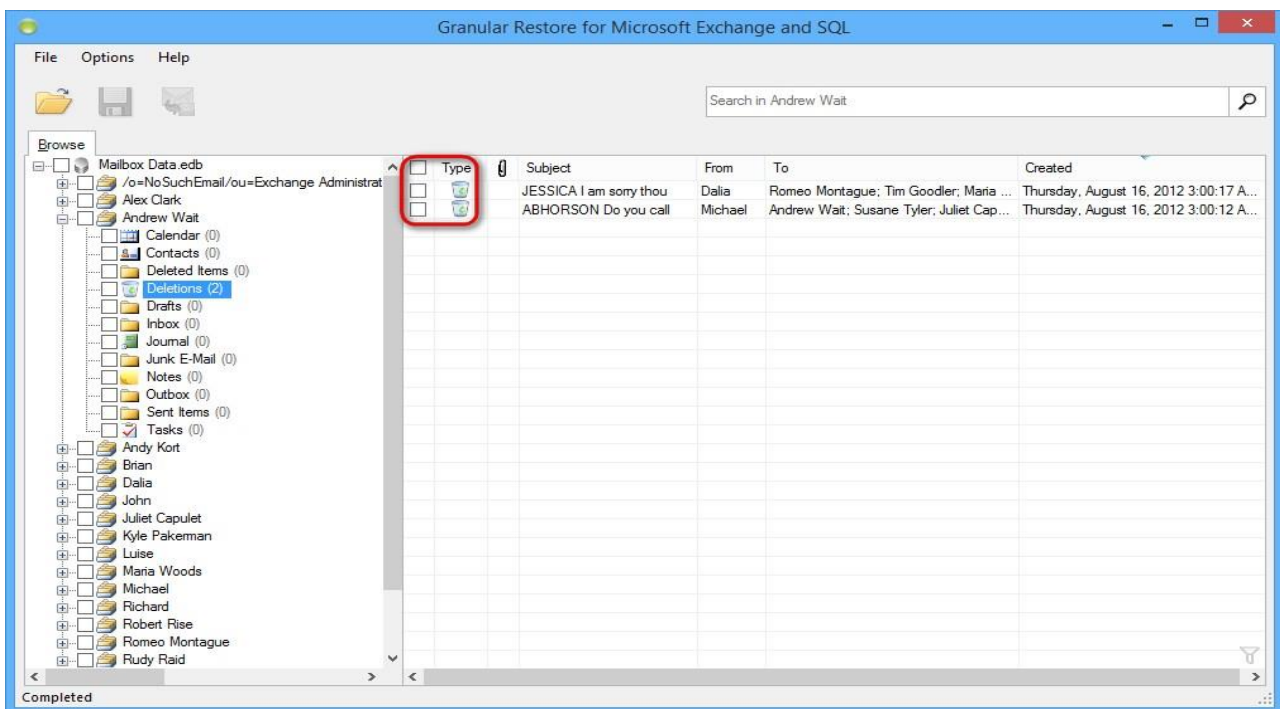 Granular Restore for Microsoft Exchange and SQL
File Options Help
Search in Andrew Wait
Browse
Mailbox Data.edb
/o=NoSuchEmail/ou=Exchange Administrat
Alex Clark
Andrew Wait
Calendar (0)
Contacts (0)
Deleted Items (0)
Deletions (2)
Drafts (0)
Inbox (0)
Journal (0)
Junk E-Mail (0)
Notes (0)
Outbox (0)
Sent Items (0)
Tasks (0)
Andy Kort
Brian
Dalia
John
Juliet Capulet
Kyle Pakerman
Luise
Maria Woods
Michael
Richard
Robert Rise
Romeo Montague
Rudy Raid
Type Subject From To Created
JESSICA I am sorry thou Dalia Romeo Montague; Tim Goodler; Maria ... Thursday, August 16, 2012 3:00:17 A...
ABHORSON Do you call Michael Andrew Wait; Susane Tyler; Juliet Cap... Thursday, August 16, 2012 3:00:12 A...
Completed